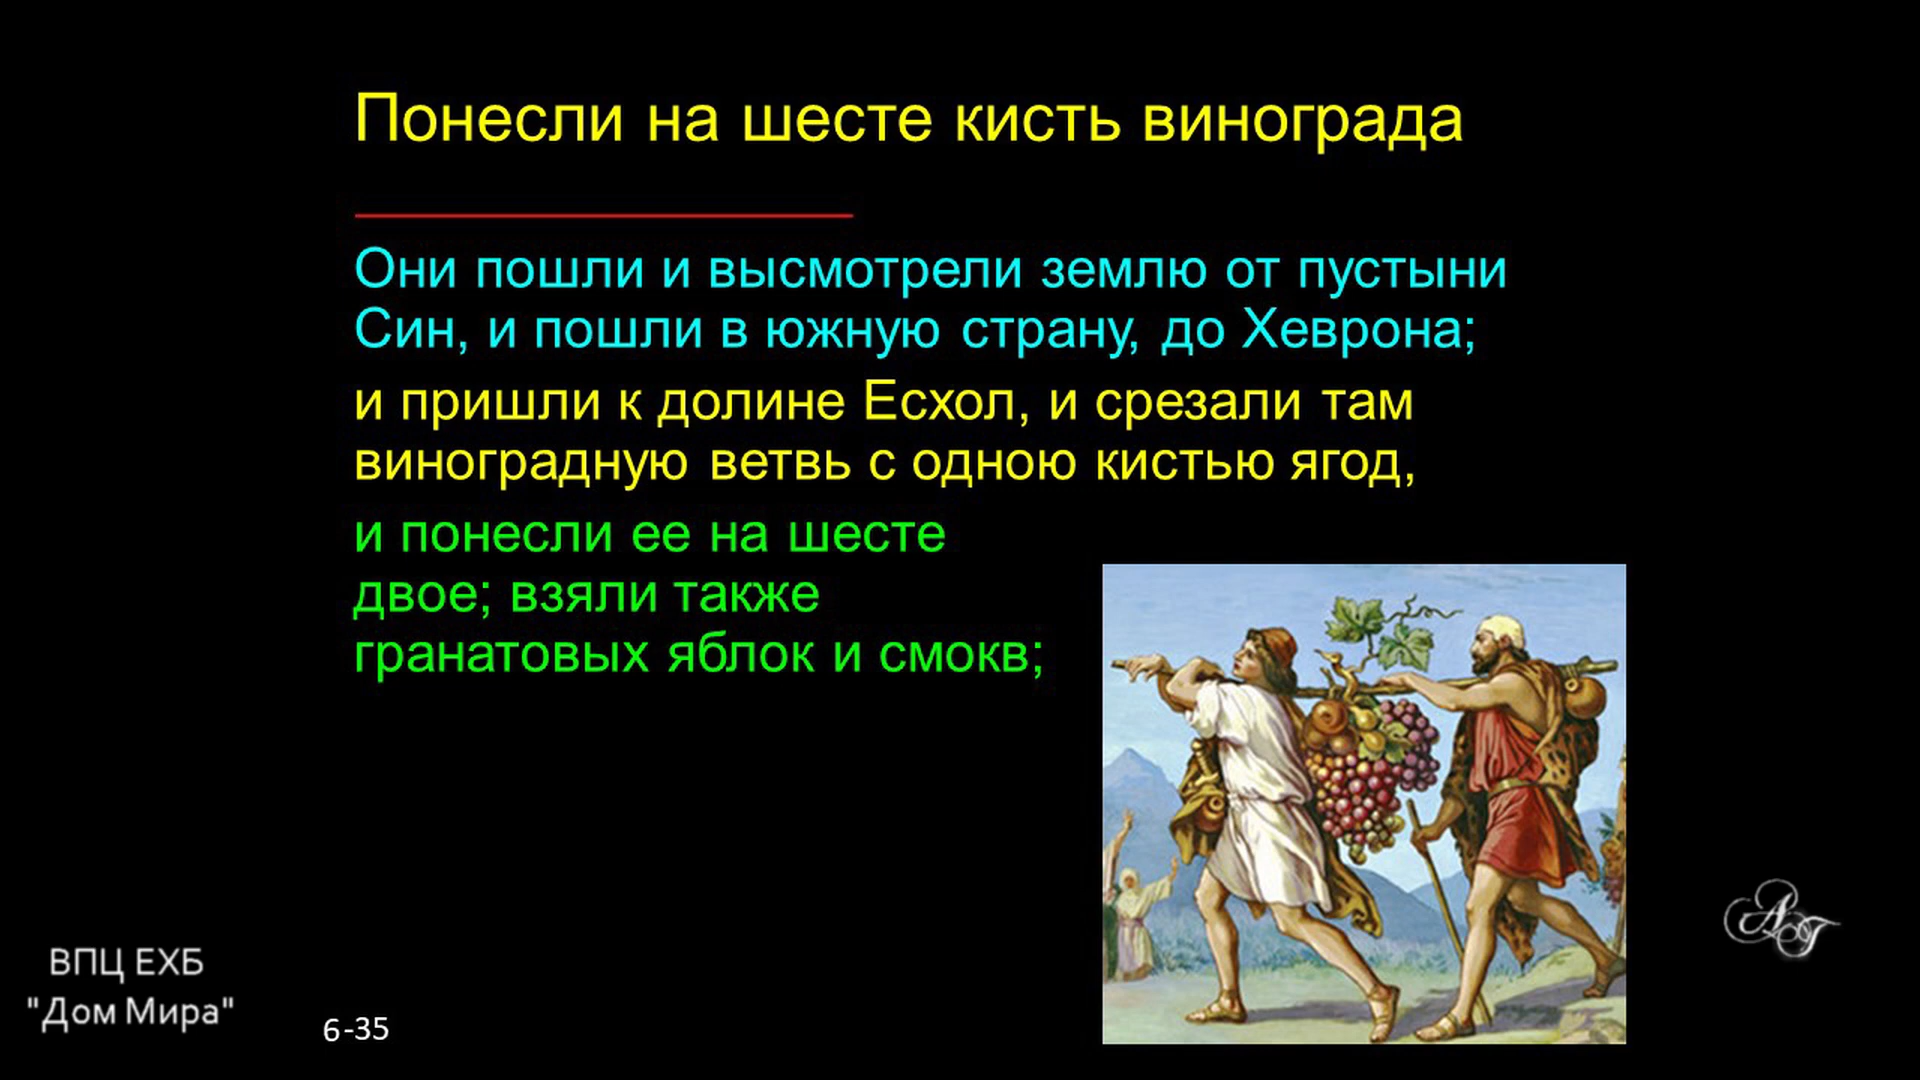 Понесли на шесте кисть винограда
Они пошли и высмотрели землю от пустыни
Син, и пошли в южную страну, до Хеврона;
и пришли к долине Есхол, и срезали там
виноградную ветвь с одною кистью ягод,
и понесли ее на шесте
двое; взяли также
гранатовых яблок и смокв;
ВПЦ ЕХБ
"Дом Мира"
6-35